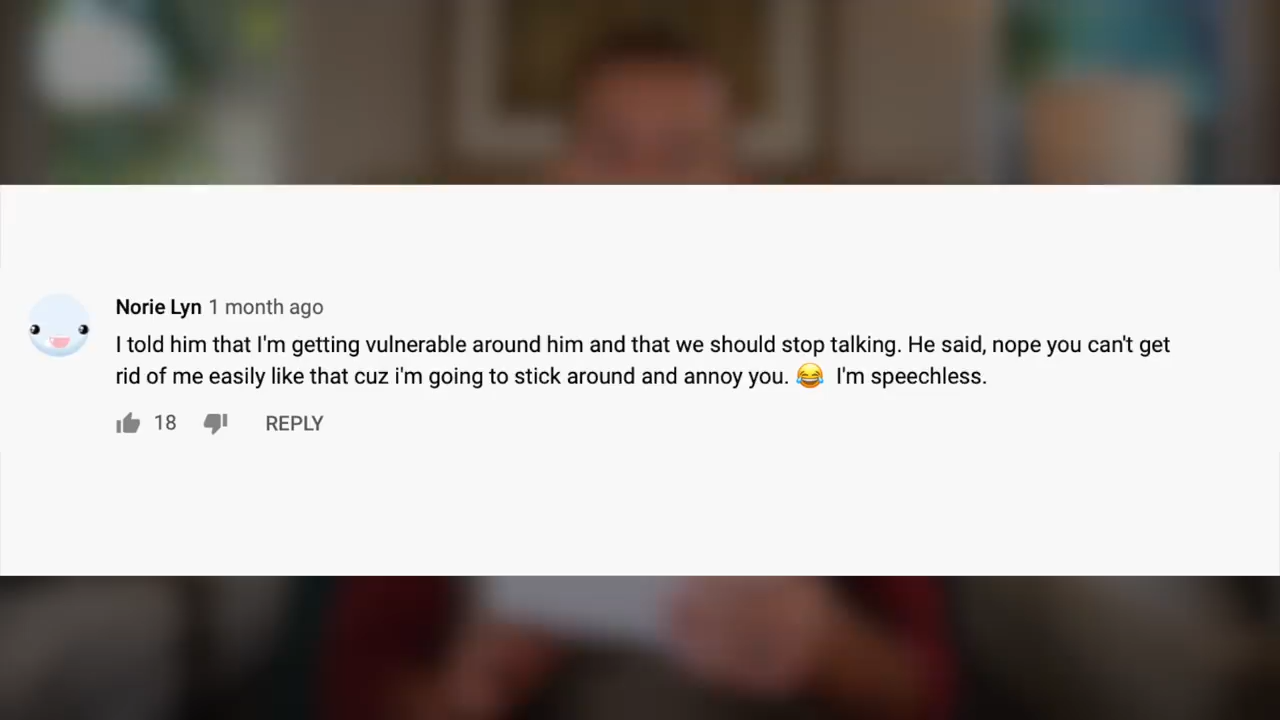 Norie Lyn 1 month ago
I told him that I'm getting vulnerable around him and that we should stop talking. He said, nope you can't get
rid of me easily like that cuz i'm going to stick around and annoy you. 😂 I'm speechless.
18 REPLY